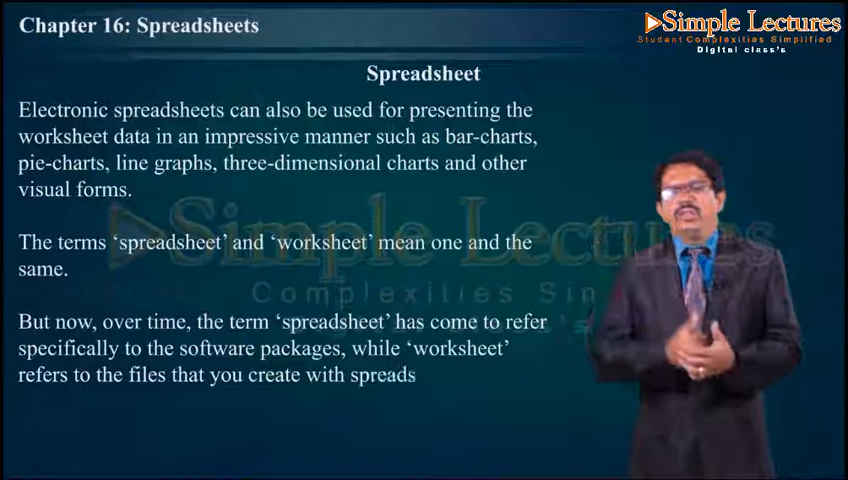 Chapter 16: Spreadsheets
Simple Lectures
Student Complexities Simplified
Digital class's
Spreadsheet
Electronic spreadsheets can also be used for presenting the
worksheet data in an impressive manner such as bar-charts,
pie-charts, line graphs, three-dimensional charts and other
visual forms.
The terms ‘spreadsheet’ and ‘worksheet’ mean one and the
same.
But now, over time, the term ‘spreadsheet’ has come to refer
specifically to the software packages, while ‘worksheet’
refers to the files that you create with spreads
Simple Lectures
Complexities Sim